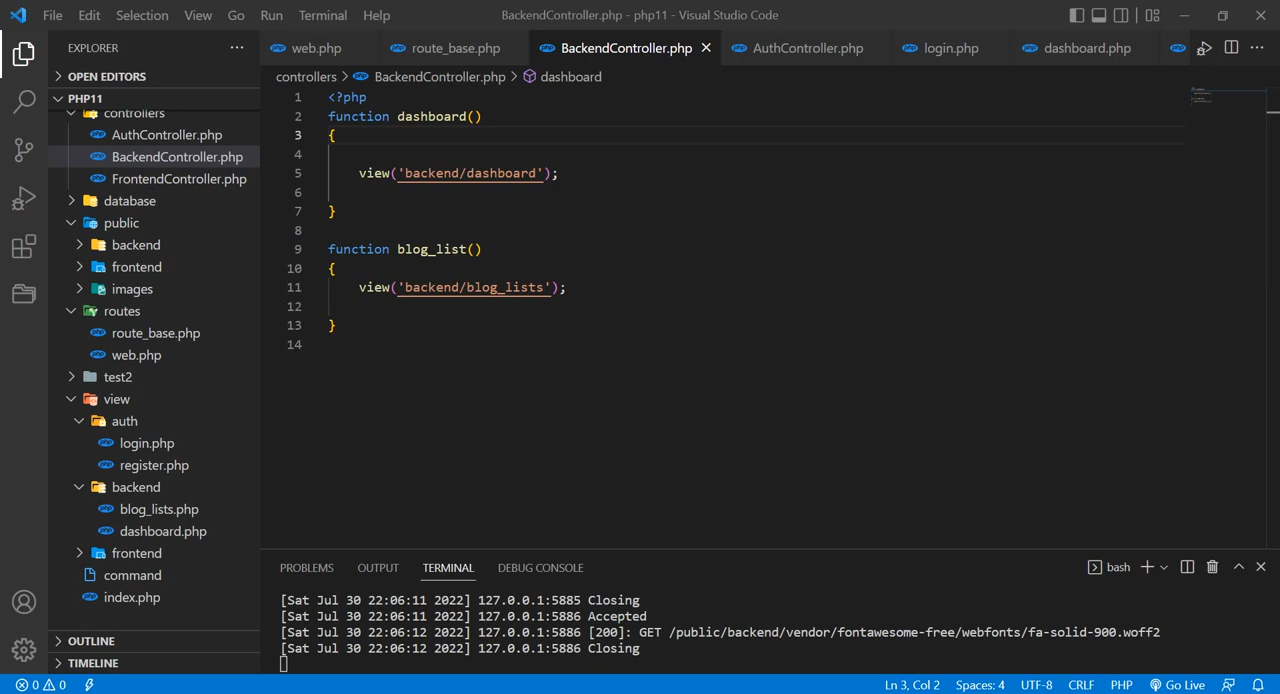 File Edit Selection View Go Run Terminal Help BackendController.php - php11 - Visual Studio Code
EXPLORER
web.php route_base.php BackendController.php AuthController.php login.php dashboard.php
OPEN EDITORS
controllers > BackendController.php > dashboard
PHP11
controllers
AuthController.php
BackendController.php
FrontendController.php
database
public
backend
frontend
images
routes
route_base.php
web.php
test2
view
auth
login.php
register.php
backend
blog_lists.php
dashboard.php
frontend
command
index.php
OUTLINE
TIMELINE
1 <?php
2 function dashboard()
3 {
4
5 view('backend/dashboard');
6
7 }
8
9 function blog_list()
10 {
11 view('backend/blog_lists');
12
13 }
14
PROBLEMS OUTPUT TERMINAL DEBUG CONSOLE bash
[Sat Jul 30 22:06:11 2022] 127.0.0.1:5885 Closing
[Sat Jul 30 22:06:11 2022] 127.0.0.1:5886 Accepted
[Sat Jul 30 22:06:12 2022] 127.0.0.1:5886 [200]: GET /public/backend/vendor/fontawesome-free/webfonts/fa-solid-900.woff2
[Sat Jul 30 22:06:12 2022] 127.0.0.1:5886 Closing
0 0 Ln 3, Col 2 Spaces: 4 UTF-8 CRLF PHP Go Live